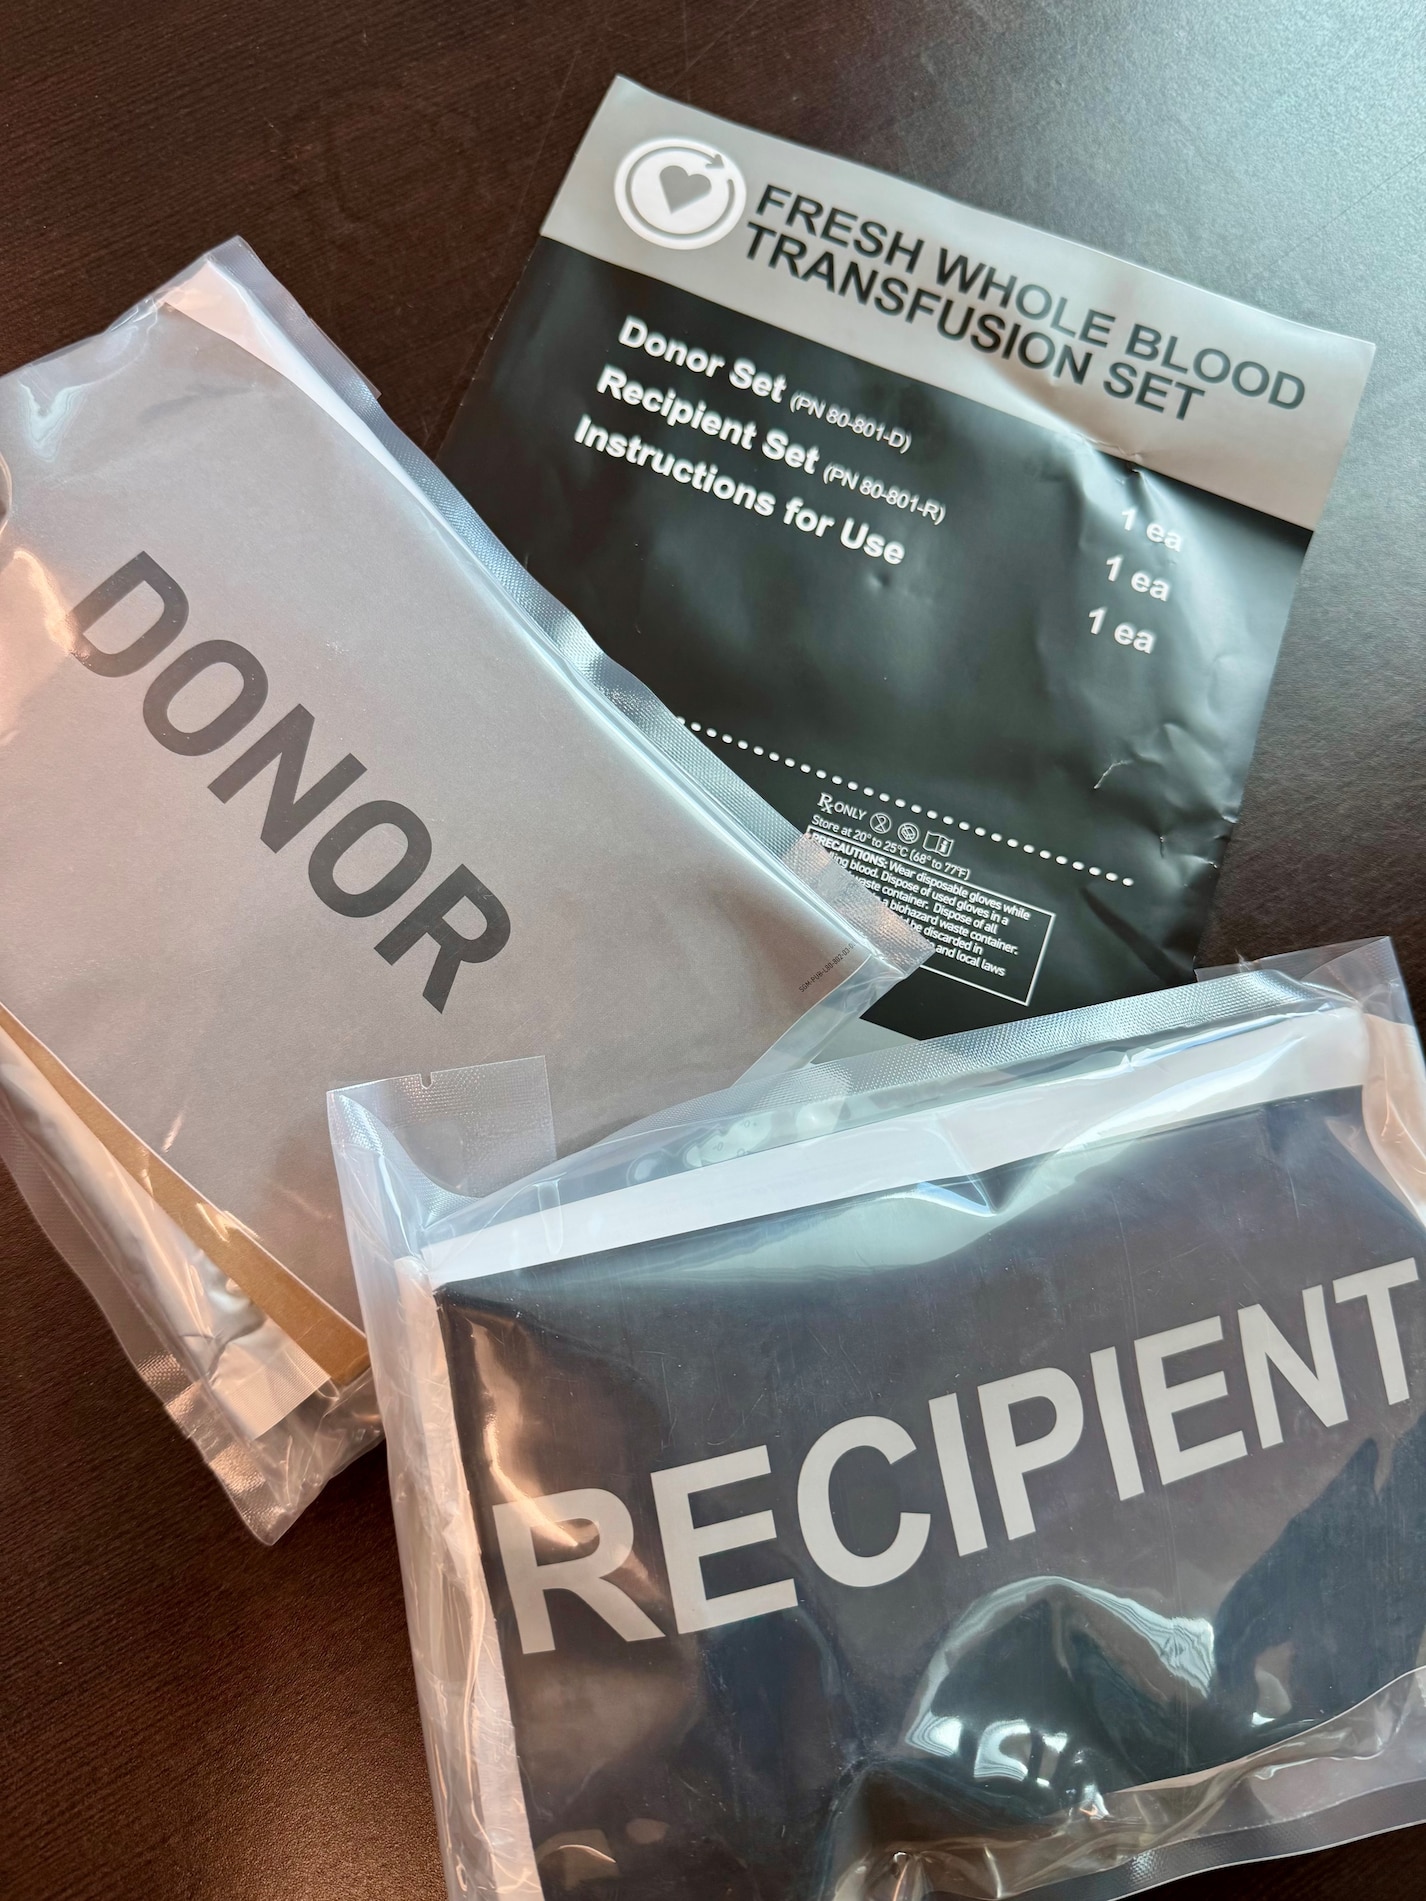 FRESH WHOLE BLOOD
TRANSFUSION SET
Donor Set (PN 80-801-D) 1 ea
Recipient Set (PN 80-801-R) 1 ea
Instructions for Use 1 ea
Rx ONLY
Store at 20° to 25°C (68° to 77°F)
PRECAUTIONS: Wear disposable gloves while
blood. Dispose of used gloves in a
waste container. Dispose of all
a biohazard waste container.
be discarded in
and local laws
DONOR
RECIPIENT